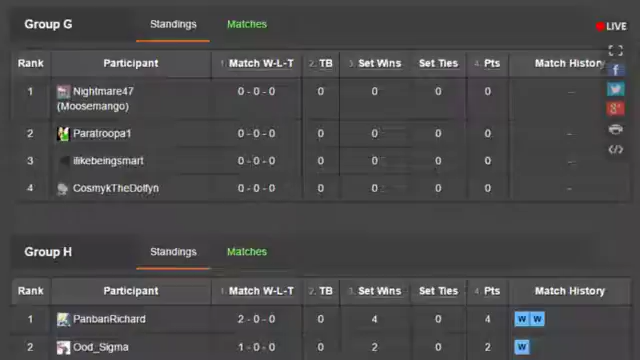 Group G Standings Matches
LIVE
Rank Participant 1. Match W-L-T 2. TB 3. Set Wins Set Ties 4. Pts Match History
1 Nightmare47 0 - 0 - 0 0 0 0 0 –
(Moosemango)
2 Paratroopa1 0 - 0 - 0 0 0 0 0 –
3 ilikebeingsmart 0 - 0 - 0 0 0 0 0 –
4 CosmykTheDolfyn 0 - 0 - 0 0 0 0 0 –
Group H Standings Matches
Rank Participant 1. Match W-L-T 2. TB 3. Set Wins Set Ties 4. Pts Match History
1 PanbanRichard 2 - 0 - 0 0 4 0 4 W W
2 Ood_Sigma 1 - 0 - 0 0 2 0 2 W